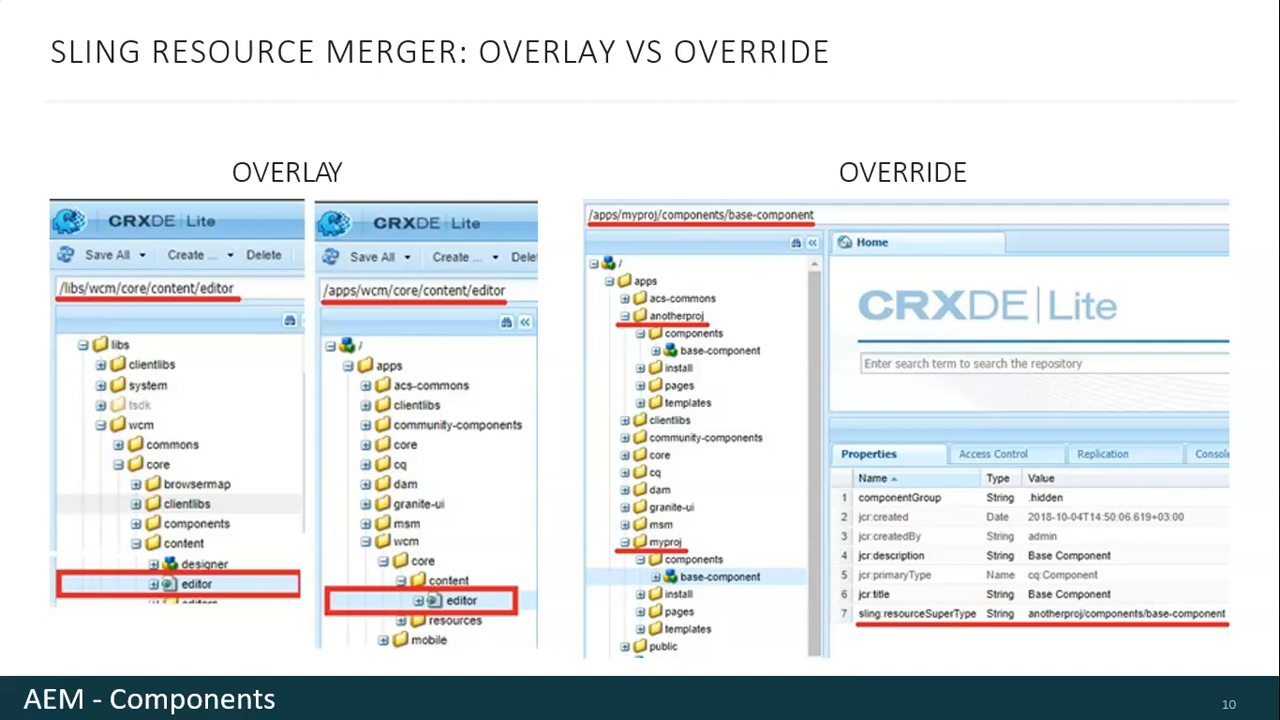 SLING RESOURCE MERGER: OVERLAY VS OVERRIDE
OVERLAY
CRXDE Lite
Save All
Create ...
Delete
/libs/wcm/core/content/editor
libs
clientlibs
system
tsdk
wcm
commons
core
browsermap
clientlibs
components
content
designer
editor
CRXDE Lite
Save All
Create ...
/apps/wcm/core/content/editor
/
apps
acs-commons
clientlibs
community-components
core
cq
dam
granite-ui
msm
wcm
core
content
editor
resources
mobile
OVERRIDE
/apps/myproj/components/base-component
/
apps
acs-commons
anotherproj
components
base-component
install
pages
templates
clientlibs
community-components
core
cq
dam
granite-ui
msm
myproj
components
base-component
install
pages
templates
public
Home
CRXDE|Lite
Enter search term to search the repository
Properties Access Control Replication Console
Name Type Value
1 componentGroup String .hidden
2 jcr:created Date 2018-10-04T14:50:06.619+03:00
3 jcr:createdBy String admin
4 jcr:description String Base Component
5 jcr:primaryType Name cq:Component
6 jcr:title String Base Component
7 sling:resourceSuperType String anotherproj/components/base-component
AEM - Components
10